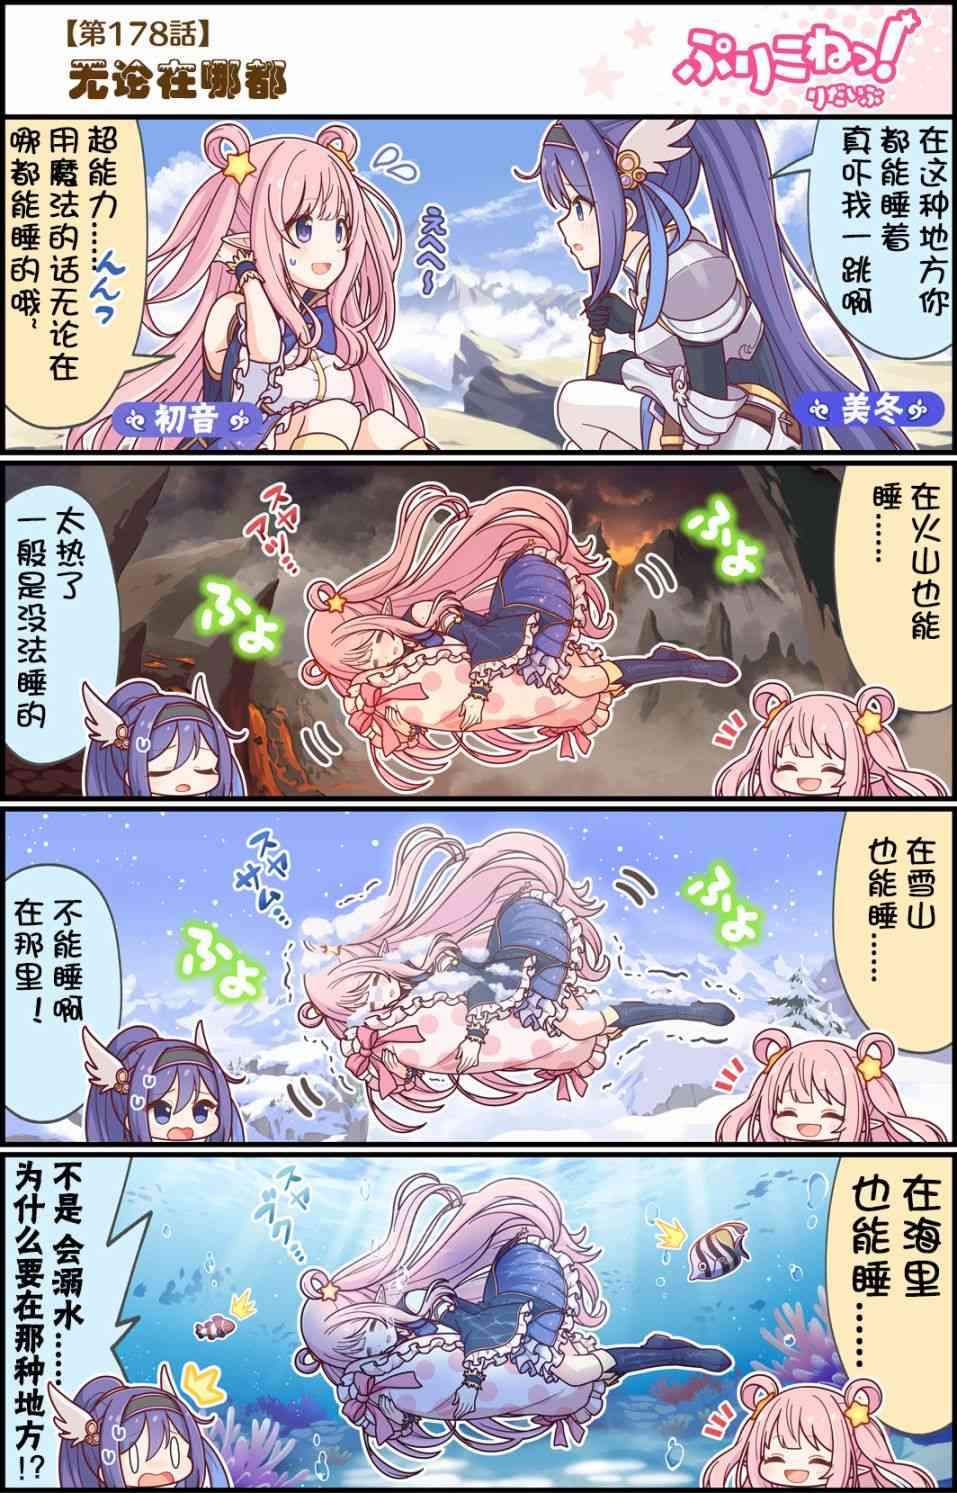 【第178話】
无论在哪都
ぷりこねっ!
りだいぶ
在这种地方你
都能睡着
真吓我一跳啊
超能力……
用魔法的话无论在
哪都能睡的哦~
んんっ
えへへ~
初音
美冬
在火山也能
睡……
スヤ
アツ…
ふよ
ふよ
太热了
一般是没法睡的
在雪山
也能睡……
スヤ
サム…
ふよ
ふよ
不能睡啊
在那里!
在海里
也能睡……
スヤ
ブク…
不是 会溺水……
为什么要在那种地方!?